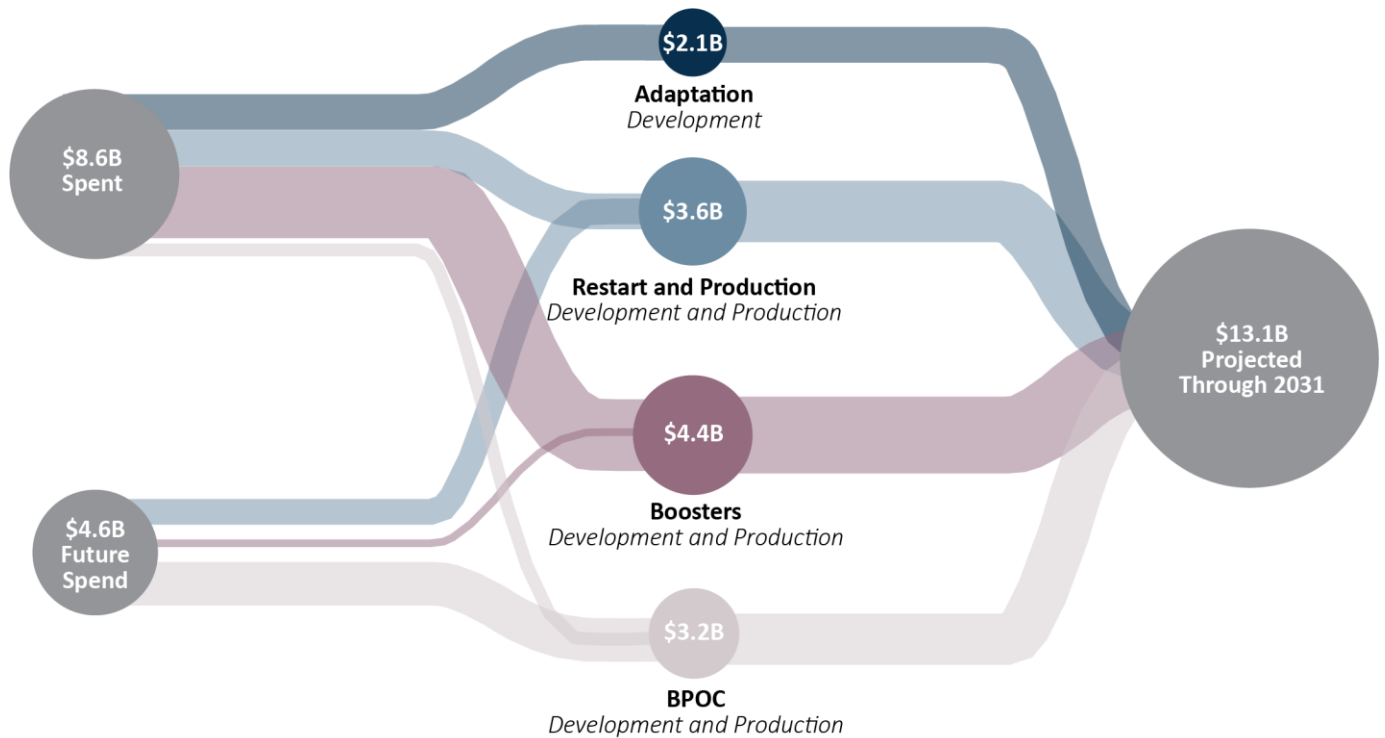 $2.1B
Adaptation
Development
$8.6B
Spent
$3.6B
Restart and Production
Development and Production
$13.1B
Projected
Through 2031
$4.4B
Boosters
Development and Production
$4.6B
Future
Spend
$3.2B
BPOC
Development and Production